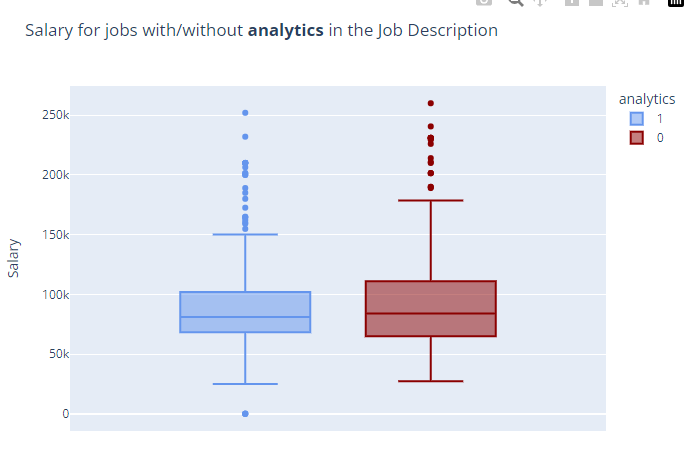 Salary for jobs with/without analytics in the Job Description
analytics
1
0
250k
200k
150k
100k
50k
0
Salary